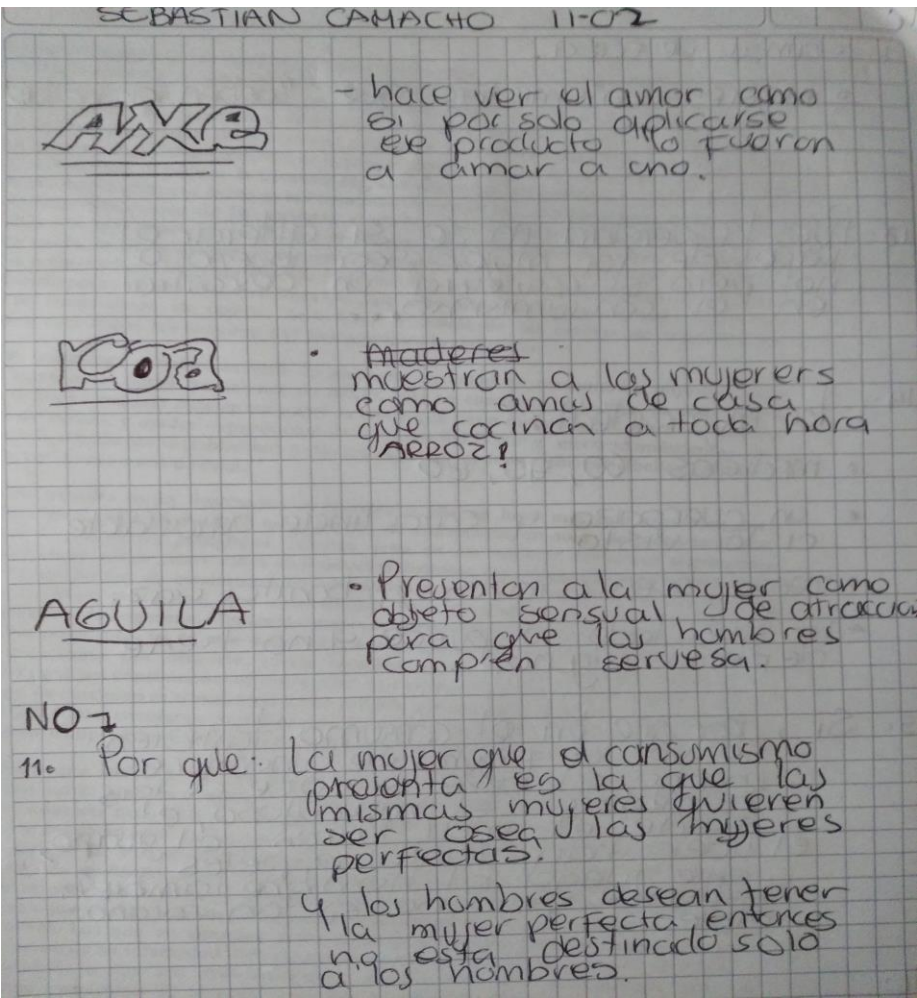 SEBASTIAN CAMACHO 11-02
AXE
- hace ver el amor como
si por solo aplicarse
ese producto lo fueron
a amar a uno.
Roa
• maderes
muestran a las mujerers
como amas de casa
que cocinan a toda hora
ARROZ!
AGUILA
• Presentan ala mujer como
objeto sensual, de atraccion
para que los hombres
compren servesa.
NO
11. Por que: La mujer que el consumismo
presenta es la que las
mismas mujeres quieren
ser osea las mujeres
perfectas.
y los hombres desean tener
la mujer perfecta entonces
no esta destinado solo
a los hombres.